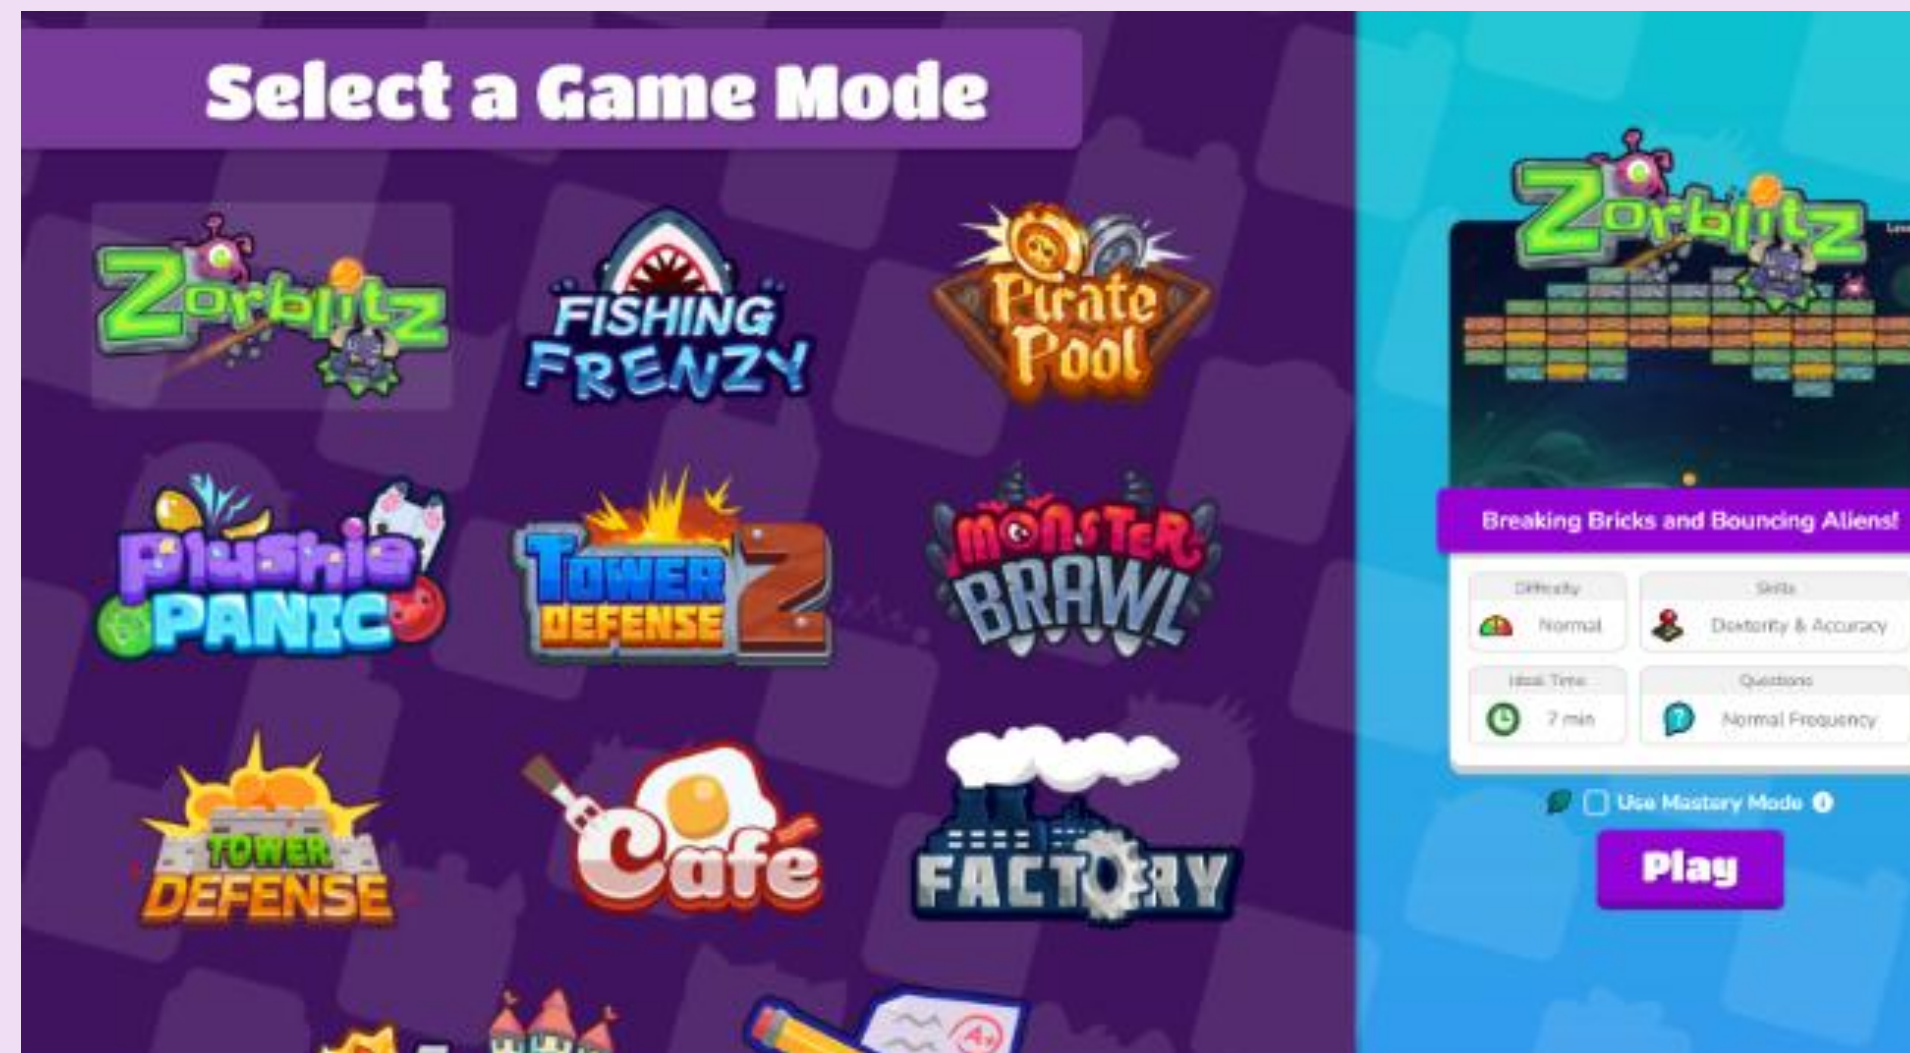 Select a Game Mode
Zorblitz
FISHING
FRENZY
Pirate
Pool
Plushie
PANIC
TOWER
DEFENSE 2
MONSTER
BRAWL
TOWER
DEFENSE
Café
FACTORY
A+
Zorblitz
Breaking Bricks and Bouncing Aliens!
Difficulty
Normal
Skills
Dexterity & Accuracy
Ideal Time
7 min
Questions
Normal Frequency
Use Mastery Mode
Play